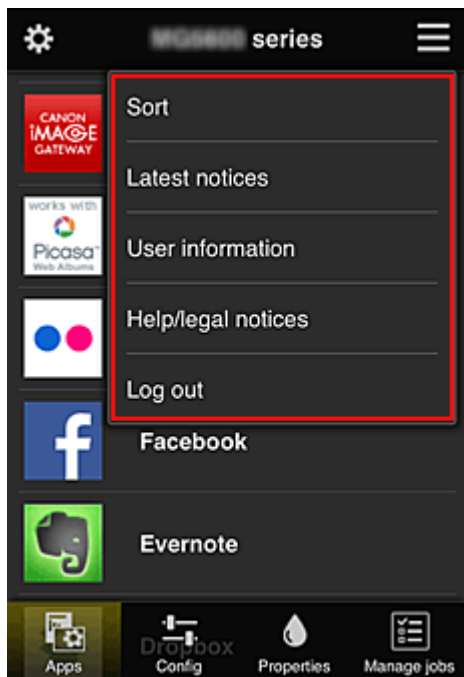 series
CANON
iMAGE
GATEWAY
Sort
Latest notices
works with
Picasa™
Web Albums
User information
Help/legal notices
Log out
Facebook
Evernote
Dropbox
Apps
Config
Properties
Manage jobs